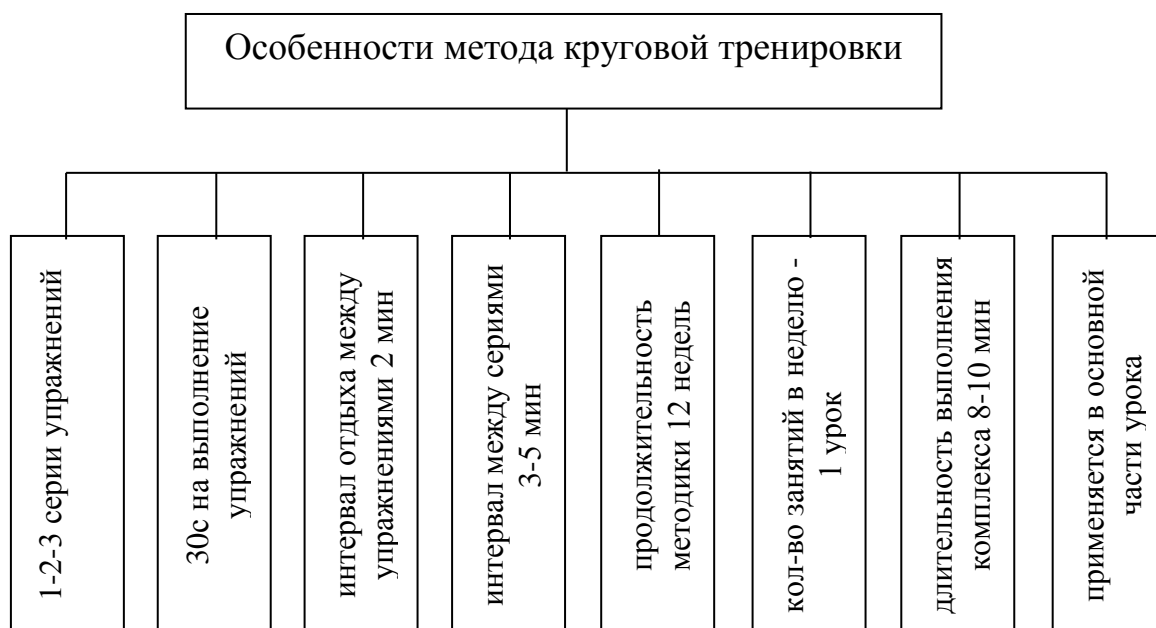 Особенности метода круговой тренировки
1-2-3 серии упражнений
30с на выполнение
упражнений
интервал отдыха между
упражнениями 2 мин
интервал между сериями
3-5 мин
продолжительность
методики 12 недель
кол-во занятий в неделю -
1 урок
длительность выполнения
комплекса 8-10 мин
применяется в основной
части урока